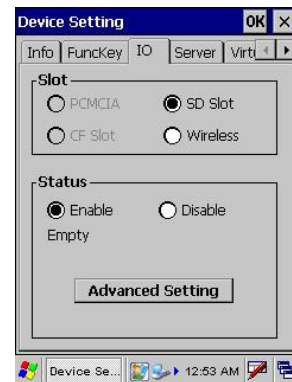 Device Setting OK ×
Info FuncKey IO Server Virt
Slot
PCMCIA SD Slot
CF Slot Wireless
Status
Enable Disable
Empty
Advanced Setting
Device Se... 12:53 AM